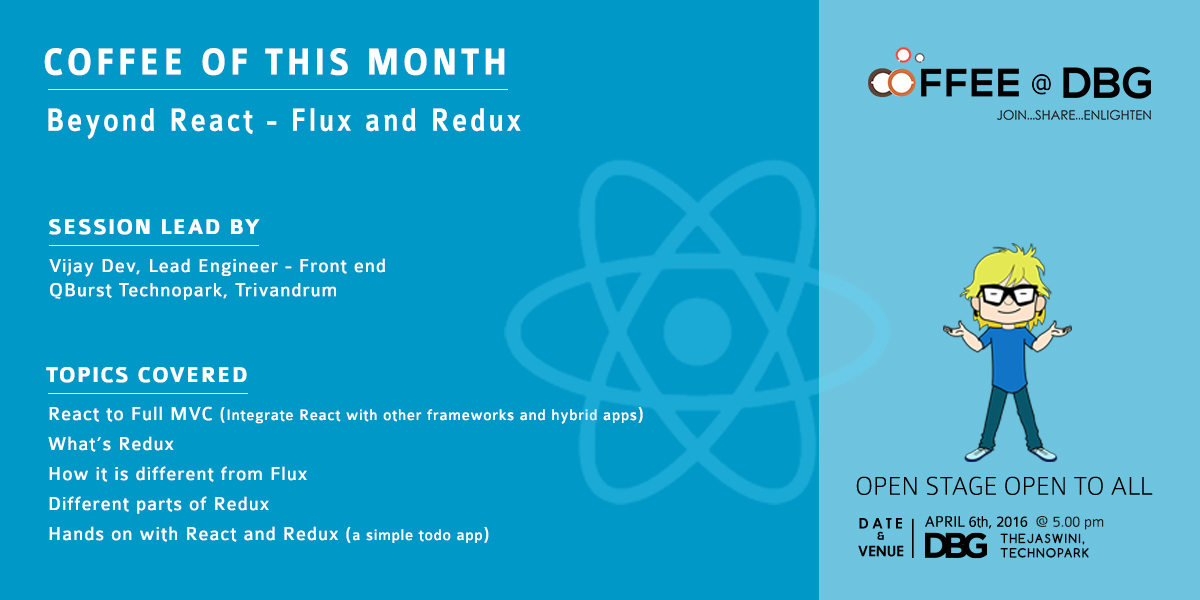 COFFEE OF THIS MONTH
Beyond React - Flux and Redux
SESSION LEAD BY
Vijay Dev, Lead Engineer - Front end
QBurst Technopark, Trivandrum
TOPICS COVERED
React to Full MVC (Integrate React with other frameworks and hybrid apps)
What's Redux
How it is different from Flux
Different parts of Redux
Hands on with React and Redux (a simple todo app)
COFFEE @ DBG
JOIN...SHARE...ENLIGHTEN
OPEN STAGE OPEN TO ALL
DATE
&
VENUE
APRIL 6th, 2016 @ 5.00 pm
DBG
THEJASWINI,
TECHNOPARK